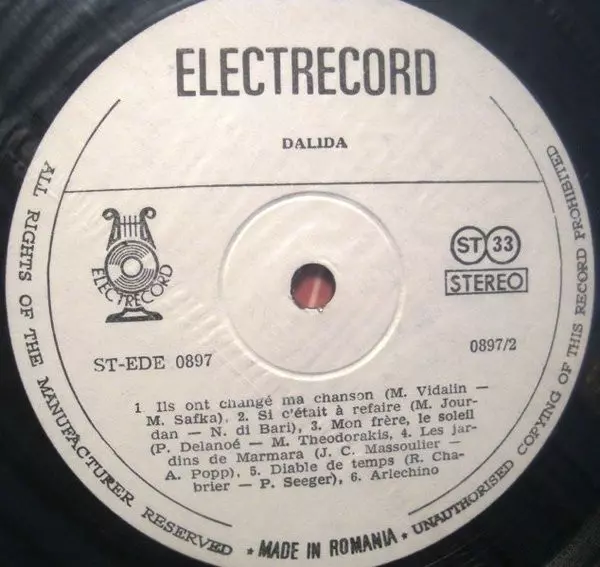 ELECTRECORD
DALIDA
ELECTRECORD
ST 33
STEREO
ST-EDE 0897
0897/2
1 Ils ont changé ma chanson (M. Vidalin —
M. Safka), 2. Si c'était à refaire (M. Jour-
dan — N. di Bari), 3. Mon frère, le soleil
(P. Delanoé — M. Theodorakis, 4. Les jar-
dins de Marmara (J. C. Massoulier —
A. Popp), 5. Diable de temps (R. Cha-
brier — P. Seeger), 6. Arlechino
ALL RIGHTS OF THE MANUFACTURER RESERVED * MADE IN ROMANIA * UNAUTHORISED COPYING OF THIS RECORD PROHIBITED